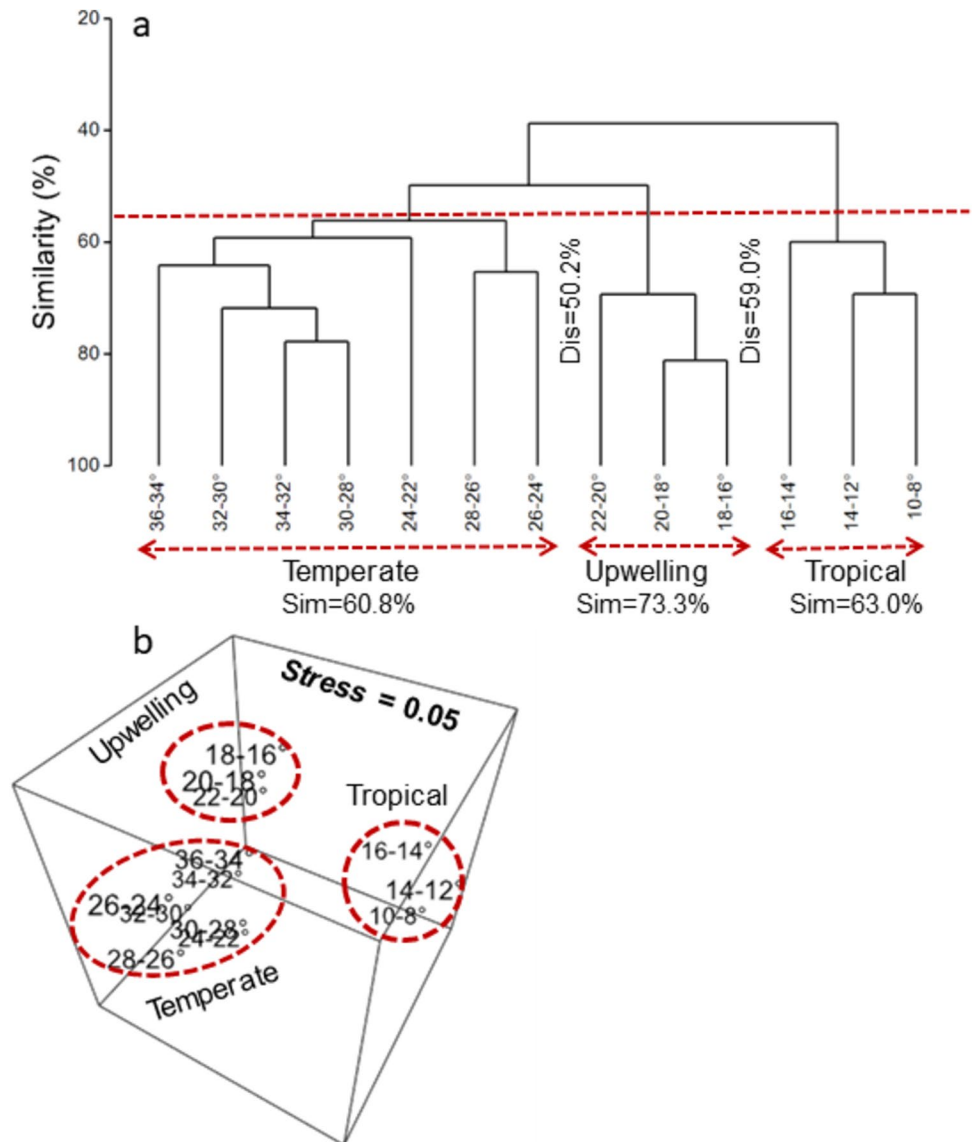 a
20
40
60
80
100
Similarity (%)
Dis=50.2%
Dis=59.0%
36-34°
32-30°
34-32°
30-28°
24-22°
28-26°
26-24°
22-20°
20-18°
18-16°
16-14°
14-12°
10-8°
Temperate
Sim=60.8%
Upwelling
Sim=73.3%
Tropical
Sim=63.0%
b
Stress = 0.05
Upwelling
18-16°
20-18°
22-20°
Tropical
16-14°
14-12°
10-8°
36-34°
34-32°
26-24°
32-30°
30-28°
24-22°
28-26°
Temperate